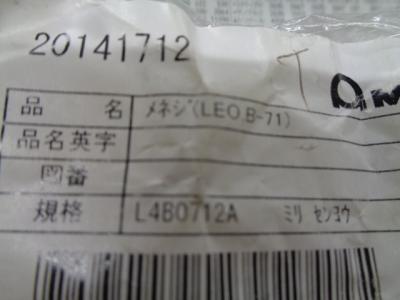 20141712
品 名 メネジ(LEO.B-71)
品名英字
図番
規格 L4B0712A ミリ センヨウ